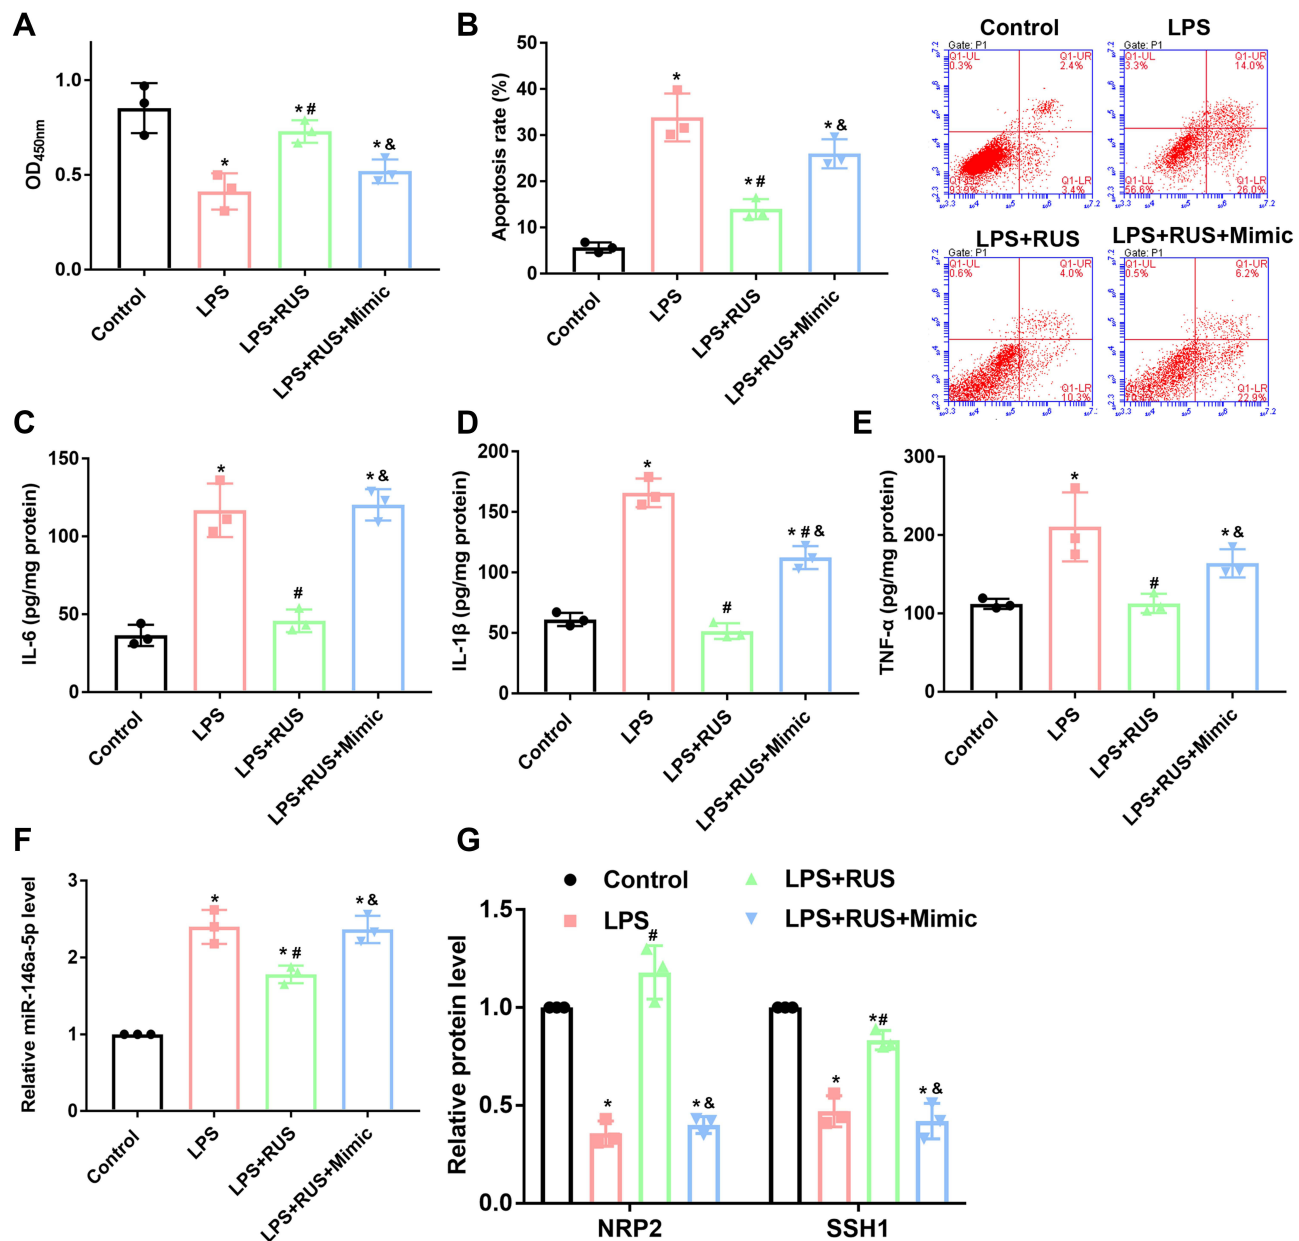 A
OD450nm
1.0
0.5
0.0
*
* #
* &
Control
LPS
LPS+RUS
LPS+RUS+Mimic
B
Apoptosis rate (%)
50
40
30
20
10
0
*
* #
* &
Control
LPS
LPS+RUS
LPS+RUS+Mimic
Control
Gate: P1
Q1-UL
0.3%
Q1-UR
2.4%
Q1-LR
3.4%
LPS
Gate: P1
Q1-UL
3.3%
Q1-UR
14.0%
Q1-LL
56.6%
Q1-LR
26.0%
LPS+RUS
Gate: P1
Q1-UL
0.6%
Q1-UR
4.0%
Q1-LR
10.3%
LPS+RUS+Mimic
Gate: P1
Q1-UL
0.5%
Q1-UR
6.2%
Q1-LR
22.9%
C
IL-6 (pg/mg protein)
150
100
50
0
*
#
* &
Control
LPS
LPS+RUS
LPS+RUS+Mimic
D
IL-1β (pg/mg protein)
200
150
100
50
0
*
#
* # &
Control
LPS
LPS+RUS
LPS+RUS+Mimic
E
TNF-α (pg/mg protein)
300
200
100
0
*
#
* &
Control
LPS
LPS+RUS
LPS+RUS+Mimic
F
Relative miR-146a-5p level
3
2
1
0
*
* #
* &
Control
LPS
LPS+RUS
LPS+RUS+Mimic
G
Control
LPS
LPS+RUS
LPS+RUS+Mimic
Relative protein level
1.5
1.0
0.5
0.0
*
#
* &
*
*#
* &
NRP2
SSH1